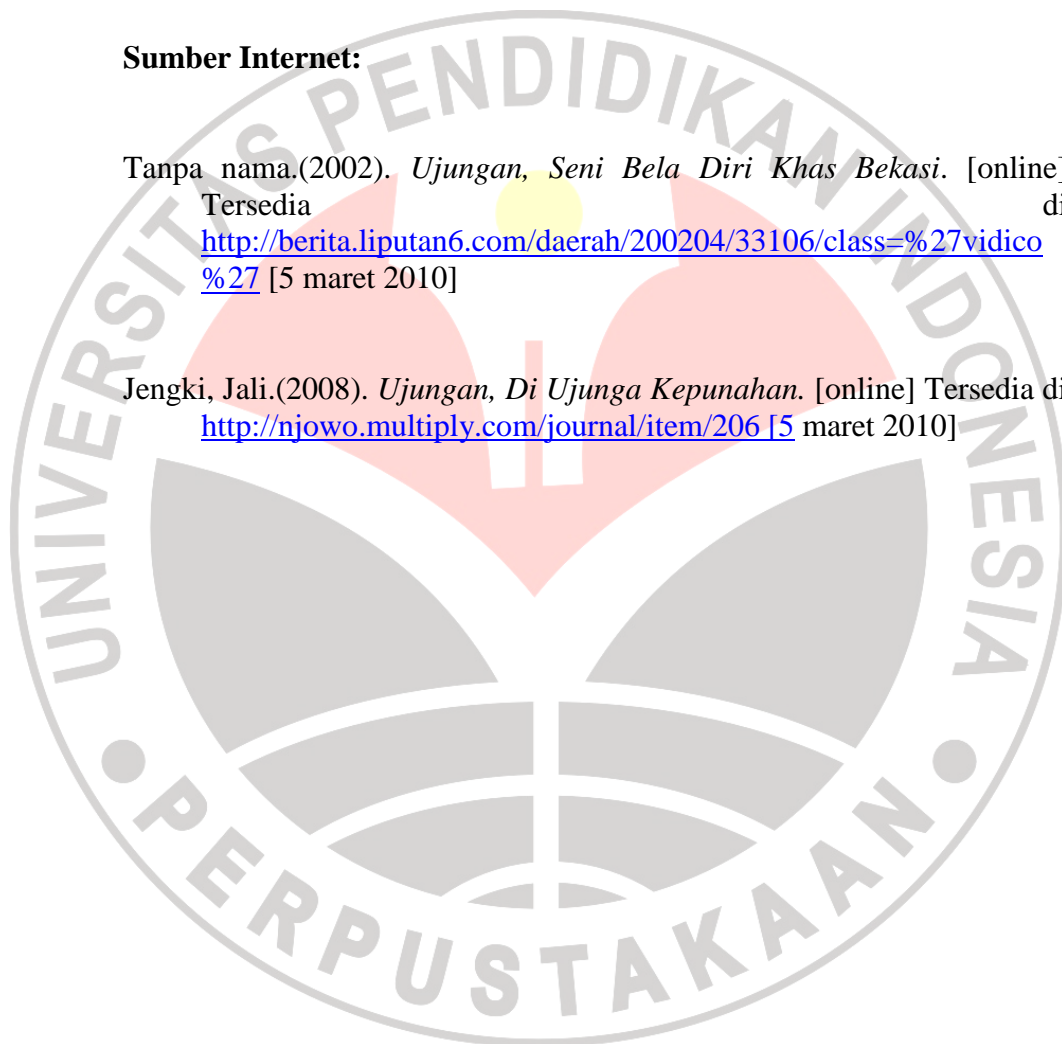 Sumber Internet:
Tanpa nama.(2002). Ujungan, Seni Bela Diri Khas Bekasi. [online]
Tersedia di
http://berita.liputan6.com/daerah/200204/33106/class=%27vidico
%27 [5 maret 2010]
Jengki, Jali.(2008). Ujungan, Di Ujunga Kepunahan. [online] Tersedia di
http://njowo.multiply.com/journal/item/206 [5 maret 2010]
UNIVERSITAS PENDIDIKAN INDONESIA
PERPUSTAKAAN